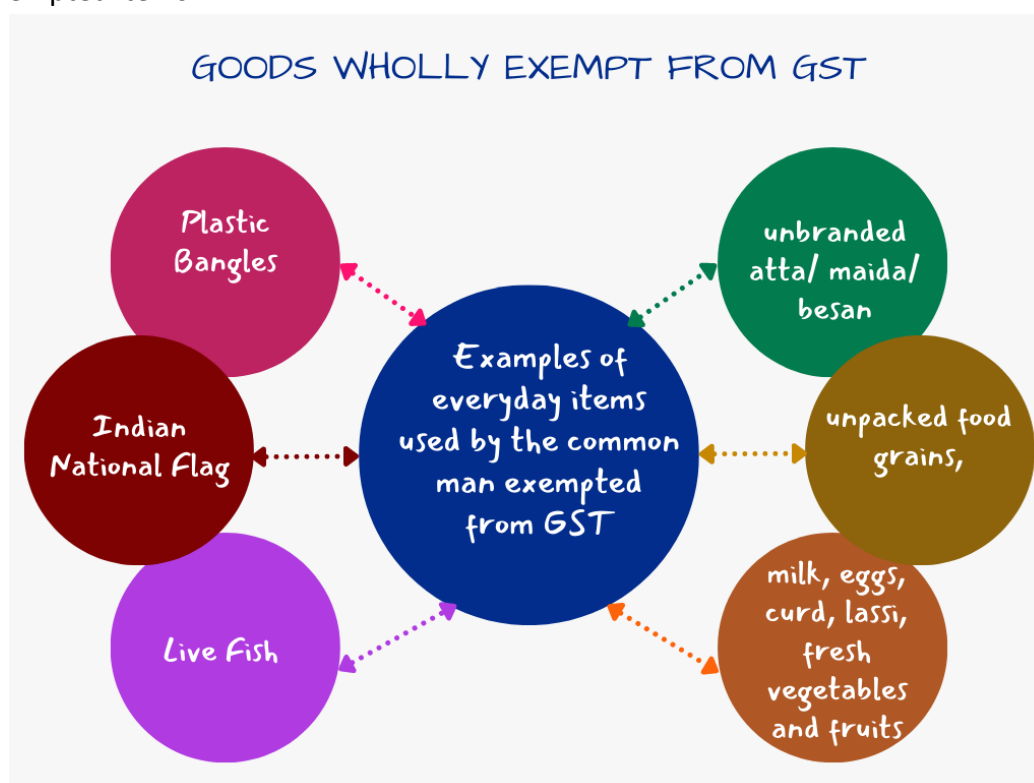 GOODS WHOLLY EXEMPT FROM GST
Plastic
Bangles
Indian
National Flag
Live Fish
Examples of
everyday items
used by the common
man exempted
from GST
unbranded
atta/ maida/
besan
unpacked food
grains,
milk, eggs,
curd, lassi,
fresh
vegetables
and fruits